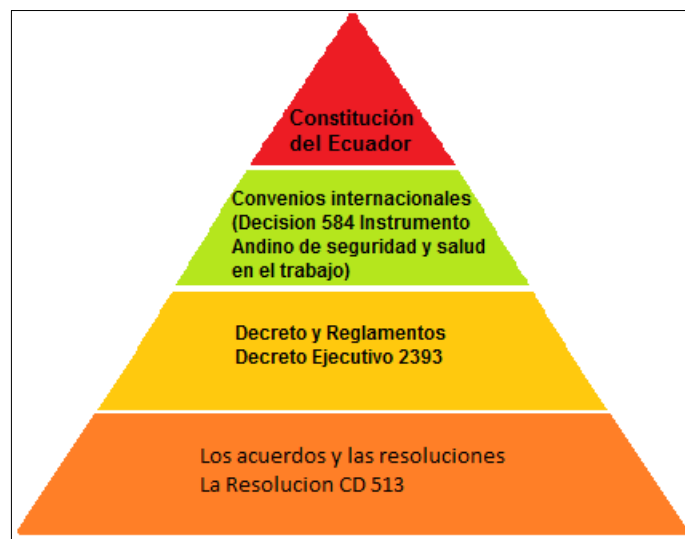 Constitución
del Ecuador
Convenios internacionales
(Decision 584 Instrumento
Andino de seguridad y salud
en el trabajo)
Decreto y Reglamentos
Decreto Ejecutivo 2393
Los acuerdos y las resoluciones
La Resolucion CD 513